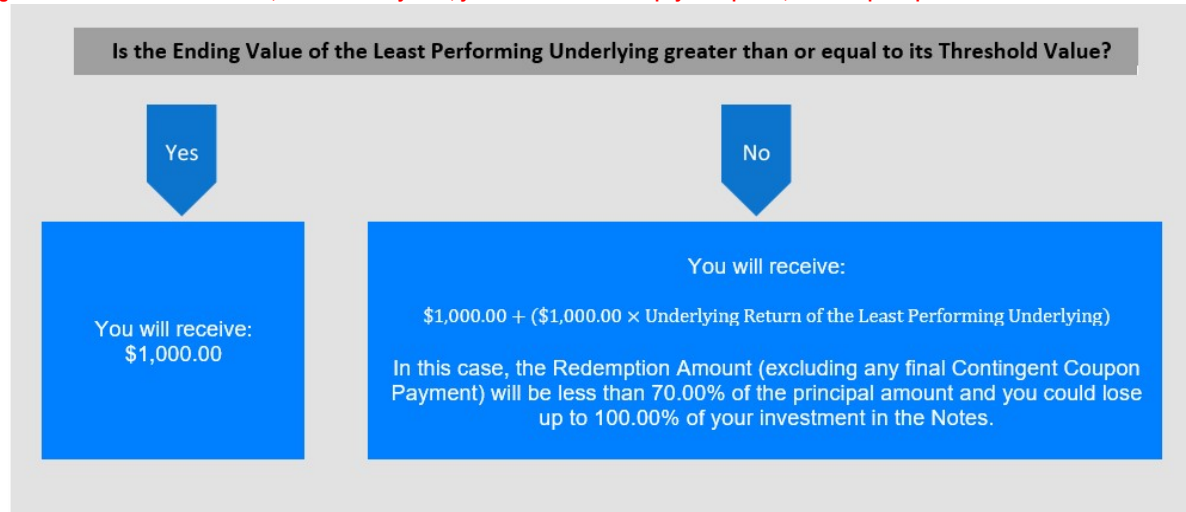 Is the Ending Value of the Least Performing Underlying greater than or equal to its Threshold Value?
Yes
No
You will receive:
$1,000.00
You will receive:
$1,000.00 + ($1,000.00 × Underlying Return of the Least Performing Underlying)
In this case, the Redemption Amount (excluding any final Contingent Coupon
Payment) will be less than 70.00% of the principal amount and you could lose
up to 100.00% of your investment in the Notes.